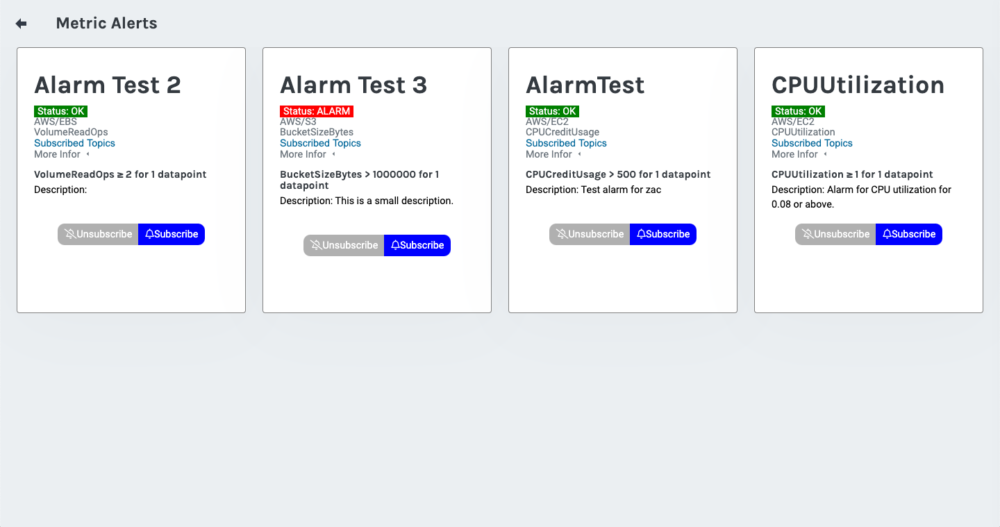 Metric Alerts
Alarm Test 2
Status: OK
AWS/EBS
VolumeReadOps
Subscribed Topics
More Infor
VolumeReadOps ≥ 2 for 1 datapoint
Description:
Unsubscribe Subscribe
Alarm Test 3
Status: ALARM
AWS/S3
BucketSizeBytes
Subscribed Topics
More Infor
BucketSizeBytes > 1000000 for 1
datapoint
Description: This is a small description.
Unsubscribe Subscribe
AlarmTest
Status: OK
AWS/EC2
CPUCreditUsage
Subscribed Topics
More Infor
CPUCreditUsage > 500 for 1 datapoint
Description: Test alarm for zac
Unsubscribe Subscribe
CPUUtilization
Status: OK
AWS/EC2
CPUUtilization
Subscribed Topics
More Infor
CPUUtilization ≥ 1 for 1 datapoint
Description: Alarm for CPU utilization for
0.08 or above.
Unsubscribe Subscribe